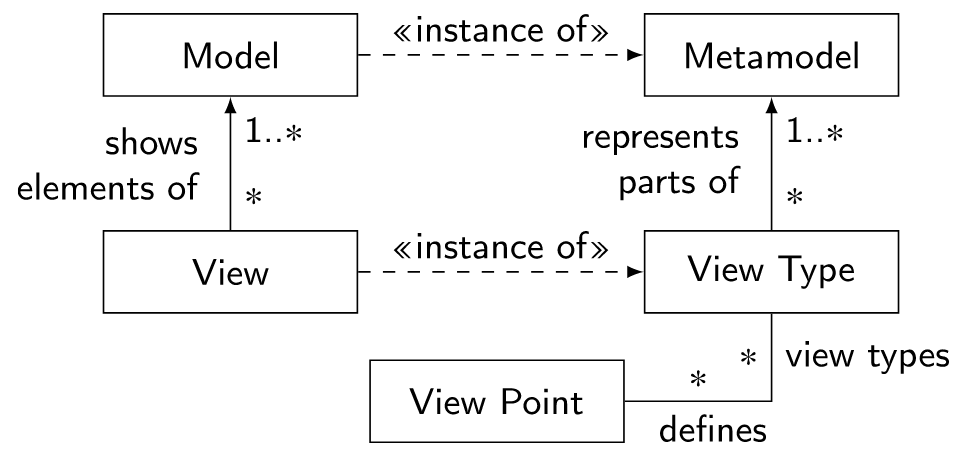 «instance of»
Model
Metamodel
shows
elements of
1..*
*
represents
parts of
1..*
*
«instance of»
View
View Type
*
view types
*
View Point
defines